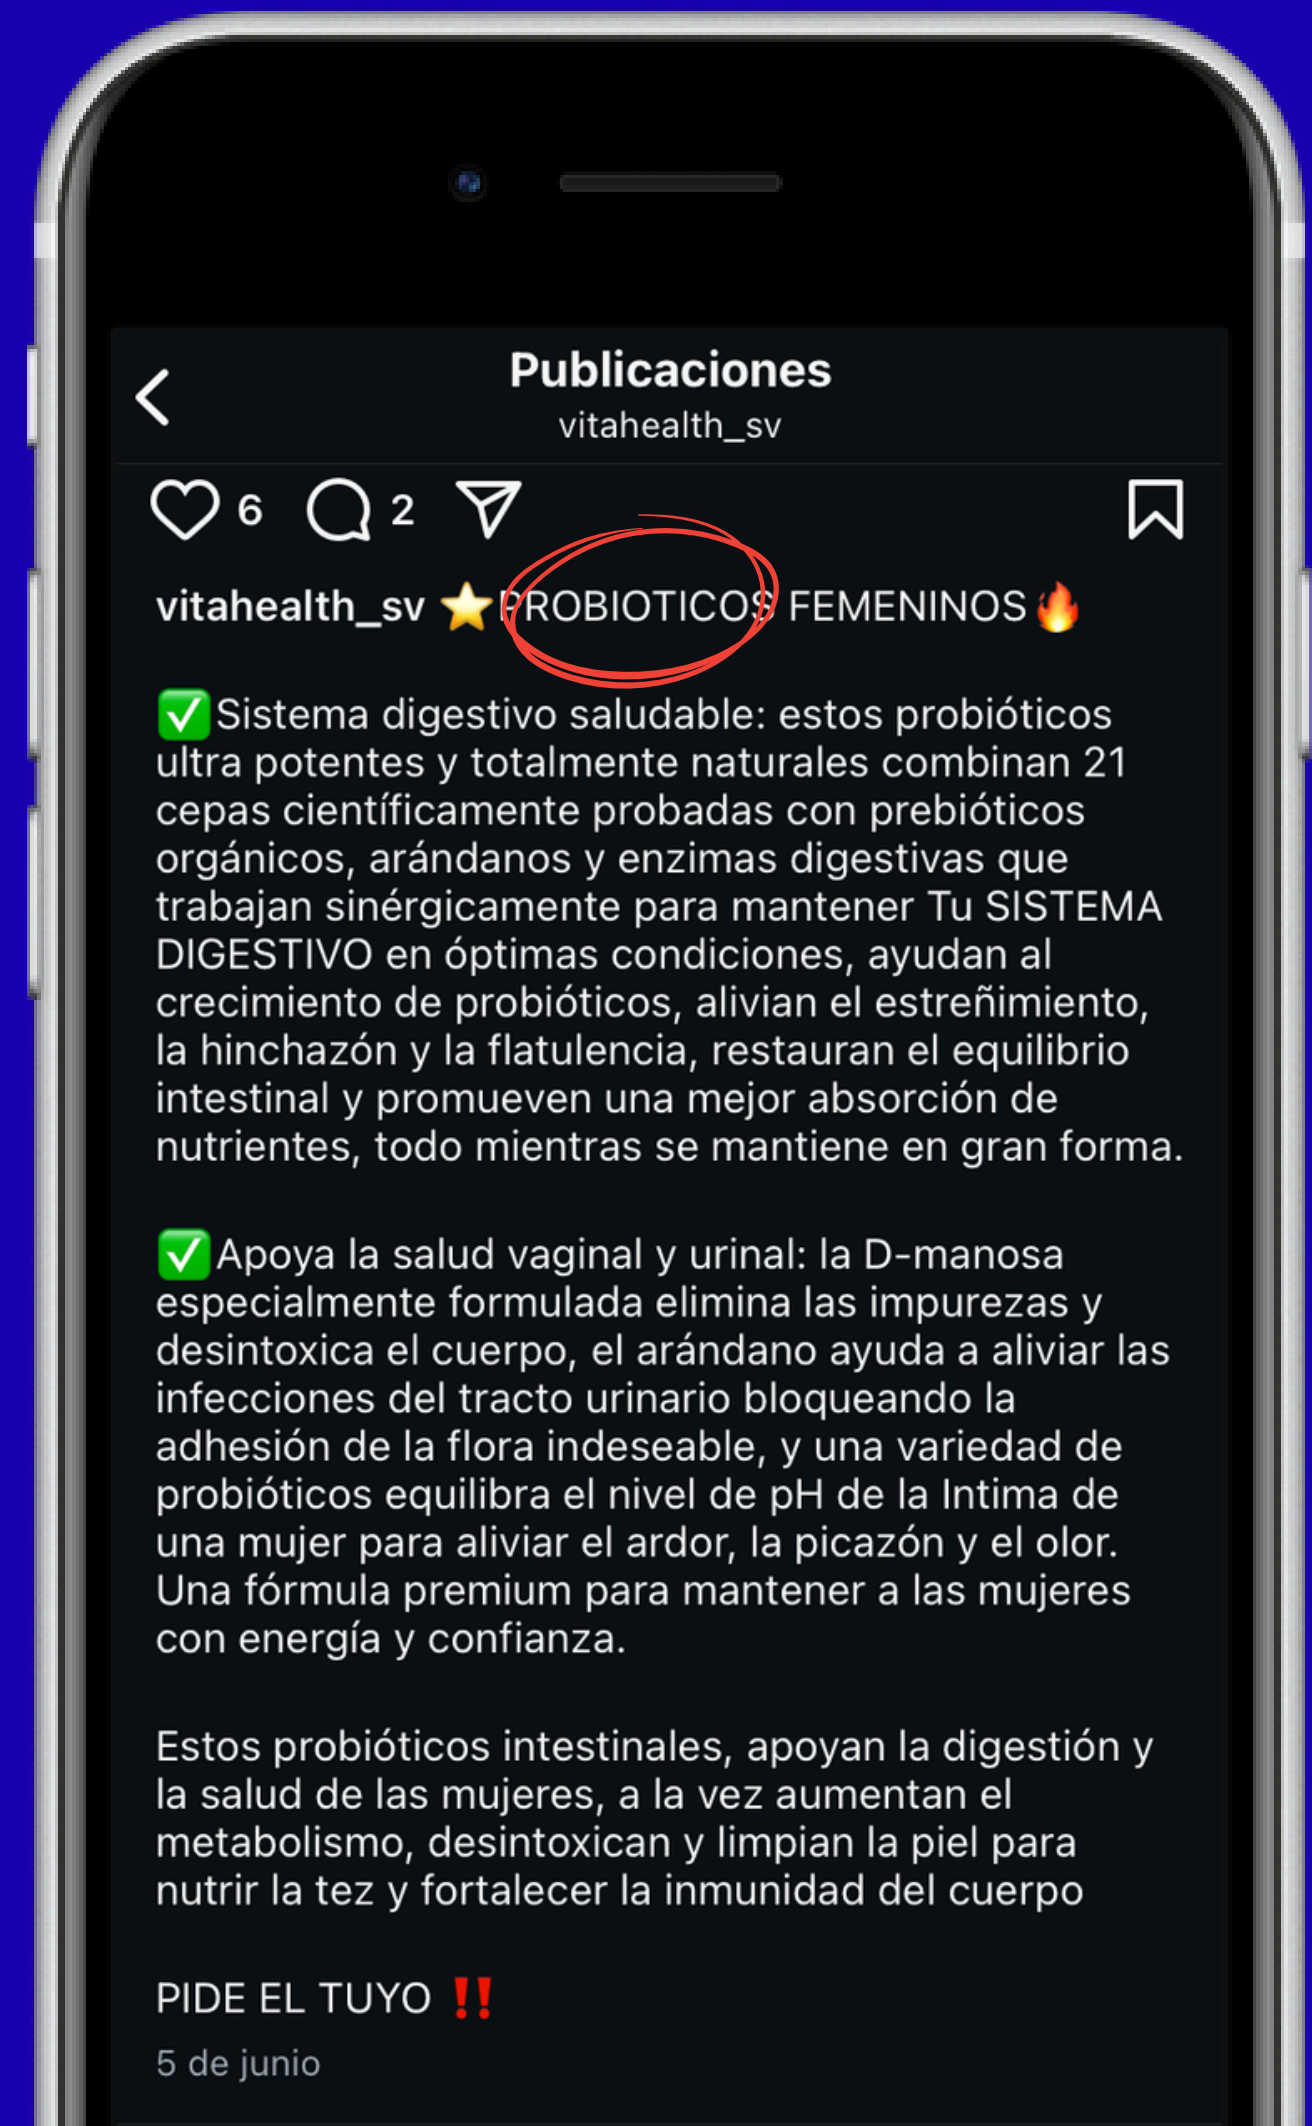 Publicaciones
vitahealth_sv
6 2
vitahealth_sv ⭐PROBIOTICOS FEMENINOS🔥
✅Sistema digestivo saludable: estos probióticos
ultra potentes y totalmente naturales combinan 21
cepas científicamente probadas con prebióticos
orgánicos, arándanos y enzimas digestivas que
trabajan sinérgicamente para mantener Tu SISTEMA
DIGESTIVO en óptimas condiciones, ayudan al
crecimiento de probióticos, alivian el estreñimiento,
la hinchazón y la flatulencia, restauran el equilibrio
intestinal y promueven una mejor absorción de
nutrientes, todo mientras se mantiene en gran forma.
✅Apoya la salud vaginal y urinal: la D-manosa
especialmente formulada elimina las impurezas y
desintoxica el cuerpo, el arándano ayuda a aliviar las
infecciones del tracto urinario bloqueando la
adhesión de la flora indeseable, y una variedad de
probióticos equilibra el nivel de pH de la Intima de
una mujer para aliviar el ardor, la picazón y el olor.
Una fórmula premium para mantener a las mujeres
con energía y confianza.
Estos probióticos intestinales, apoyan la digestión y
la salud de las mujeres, a la vez aumentan el
metabolismo, desintoxican y limpian la piel para
nutrir la tez y fortalecer la inmunidad del cuerpo
PIDE EL TUYO ‼️
5 de junio